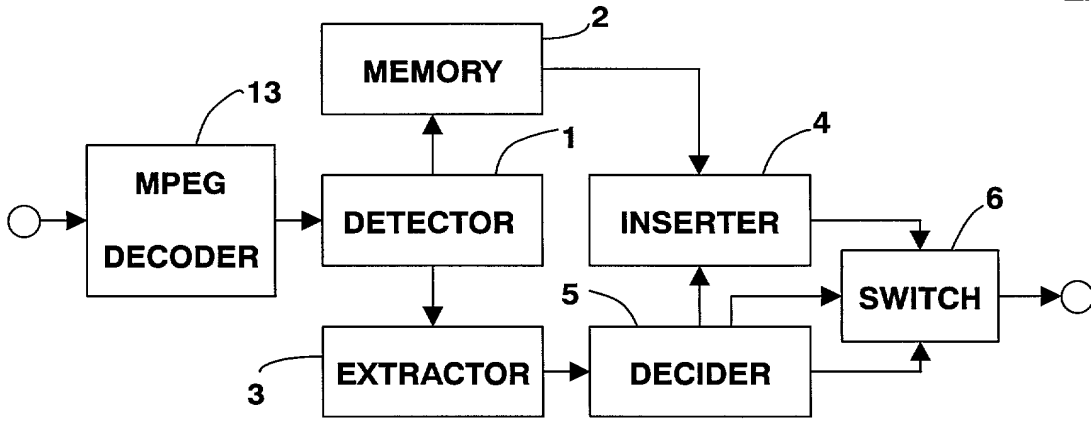 2
MEMORY
13
MPEG
DECODER
1
DETECTOR
4
INSERTER
6
SWITCH
5
DECIDER
3
EXTRACTOR